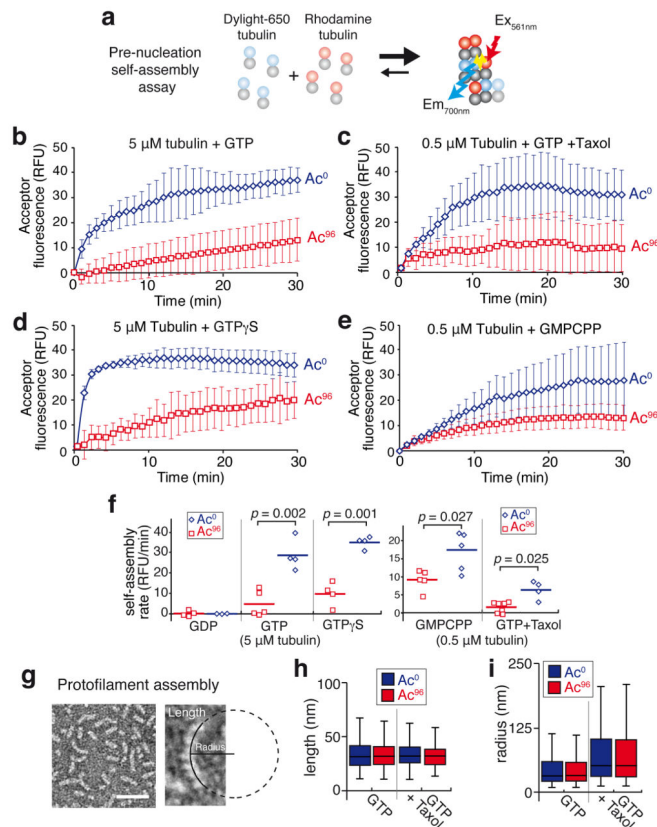 a
Pre-nucleation
self-assembly
assay
Dylight-650
tubulin
+
Rhodamine
tubulin
Ex561nm
Em700nm
b
5 µM tubulin + GTP
Acceptor
fluorescence (RFU)
50
40
30
20
10
0
0
10
20
30
Time (min)
Ac0
Ac96
c
0.5 µM Tubulin + GTP +Taxol
Acceptor
fluorescence (RFU)
50
40
30
20
10
0
0
10
20
30
Time (min)
Ac0
Ac96
d
5 µM Tubulin + GTPγS
Acceptor
fluorescence (RFU)
50
40
30
20
10
0
0
10
20
30
Time (min)
Ac0
Ac96
e
0.5 µM Tubulin + GMPCPP
Acceptor
fluorescence (RFU)
50
40
30
20
10
0
0
10
20
30
Time (min)
Ac0
Ac96
f
Ac0
Ac96
p = 0.002
p = 0.001
self-assembly
rate (RFU/min)
40
30
20
10
0
GDP
GTP
GTPγS
(5 µM tubulin)
p = 0.027
Ac0
Ac96
p = 0.025
20
15
10
5
0
GMPCPP
GTP+Taxol
(0.5 µM tubulin)
g
Protofilament assembly
Length
Radius
h
Ac0
Ac96
length (nm)
100
50
0
GTP
GTP
+ Taxol
i
Ac0
Ac96
radius (nm)
250
125
0
GTP
GTP
+ Taxol